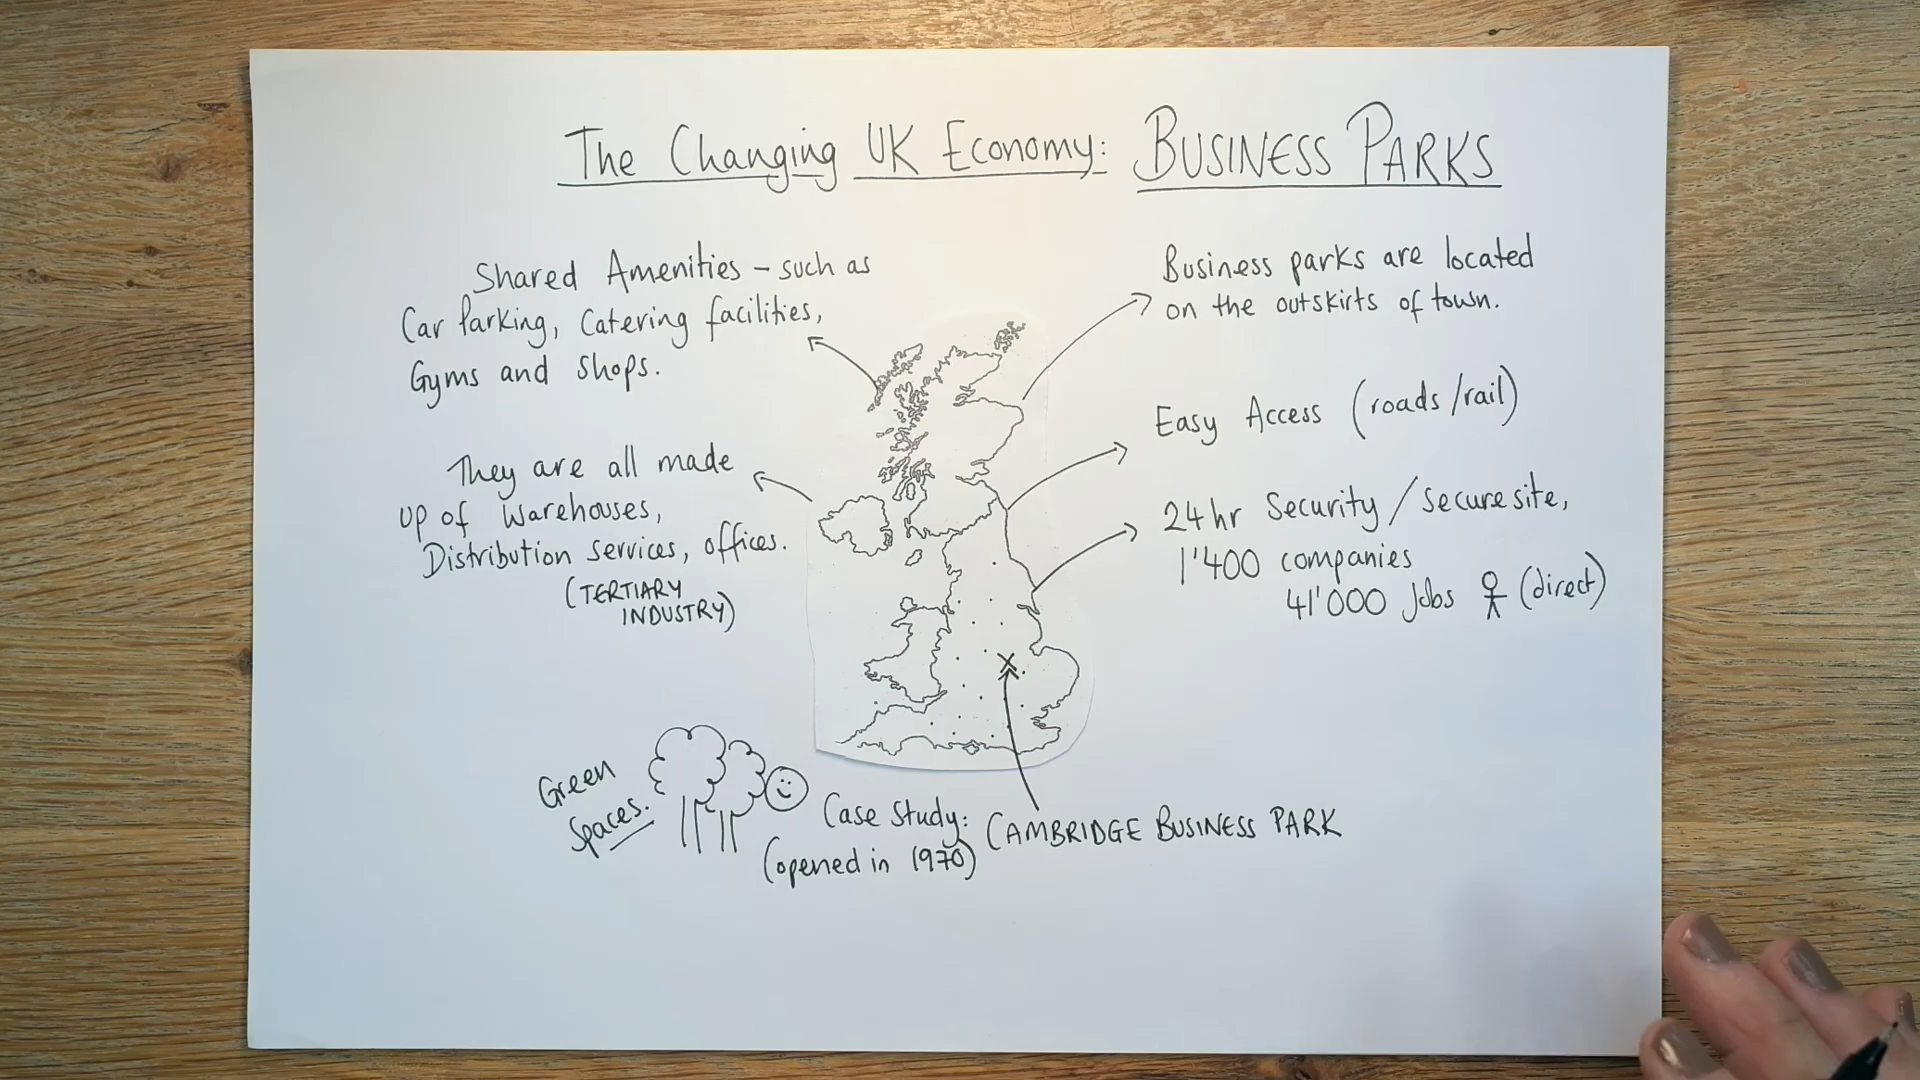 The Changing UK Economy: BUSINESS PARKS
Shared Amenities - such as
Car Parking, Catering facilities,
Gyms and Shops.
They are all made
up of Warehouses,
Distribution services, offices.
(TERTIARY
INDUSTRY)
Business parks are located
on the outskirts of town.
Easy Access (roads/rail)
24hr Security/secure site,
1'400 companies
41'000 Jobs (direct)
Green
Spaces.
Case Study: CAMBRIDGE BUSINESS PARK
(opened in 1970)